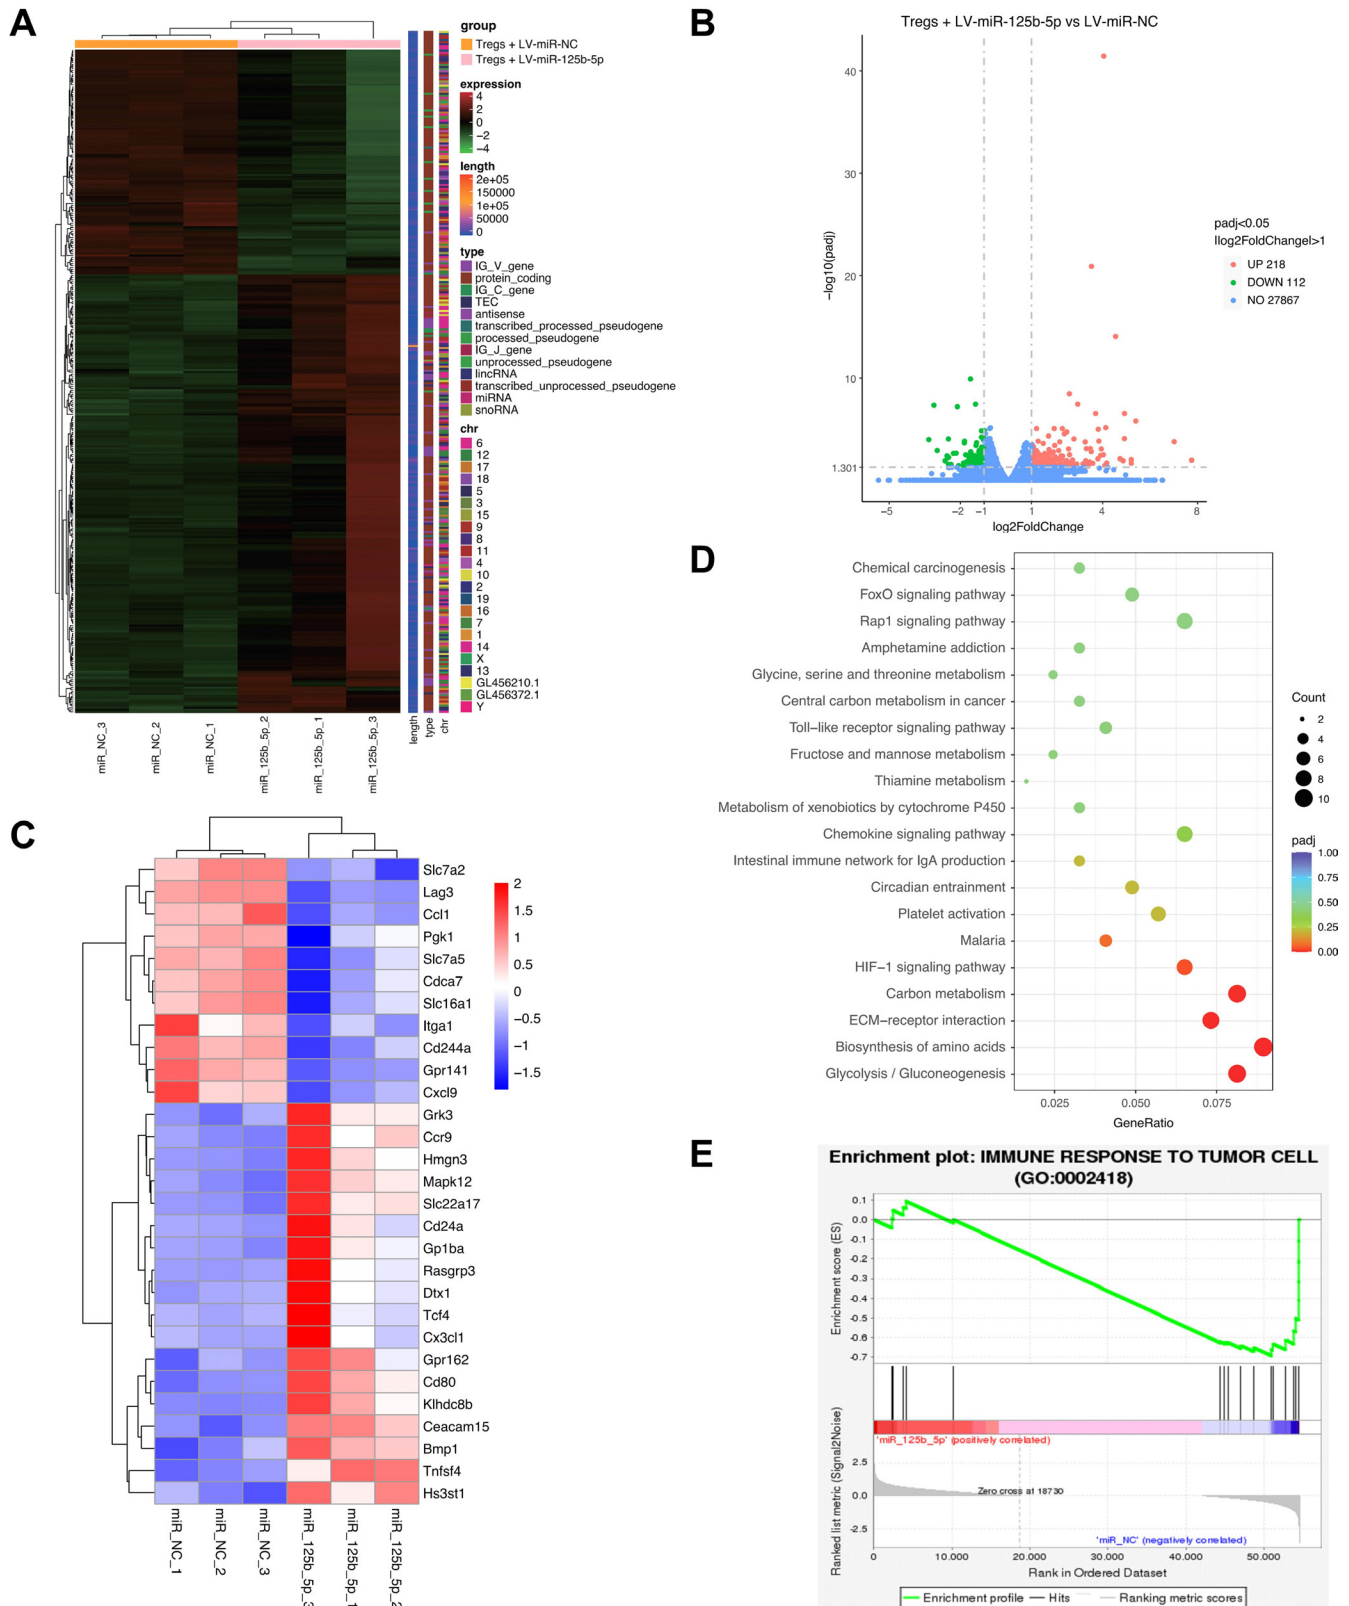 A
group
Tregs + LV-miR-NC
Tregs + LV-miR-125b-5p
expression
4
2
0
−2
−4
length
2e+05
150000
1e+05
50000
0
type
IG_V_gene
protein_coding
IG_C_gene
TEC
antisense
transcribed_processed_pseudogene
processed_pseudogene
IG_J_gene
unprocessed_pseudogene
lincRNA
transcribed_unprocessed_pseudogene
miRNA
snoRNA
chr
6
12
17
18
5
3
15
9
8
11
4
10
2
19
16
7
1
14
X
13
GL456210.1
GL456372.1
Y
miR_NC_3
miR_NC_2
miR_NC_1
miR_125b_5p_2
miR_125b_5p_1
miR_125b_5p_3
length
type
chr
B
Tregs + LV-miR-125b-5p vs LV-miR-NC
−log10(padj)
40
30
20
10
1.301
−5
−2
−1
1
4
8
log2FoldChange
padj<0.05
|log2FoldChange|>1
UP 218
DOWN 112
NO 27867
C
Slc7a2
Lag3
Ccl1
Pgk1
Slc7a5
Cdca7
Slc16a1
Itga1
Cd244a
Gpr141
Cxcl9
Grk3
Ccr9
Hmgn3
Mapk12
Slc22a17
Cd24a
Gp1ba
Rasgrp3
Dtx1
Tcf4
Cx3cl1
Gpr162
Cd80
Klhdc8b
Ceacam15
Bmp1
Tnfsf4
Hs3st1
2
1.5
1
0.5
0
−0.5
−1
−1.5
miR_NC_1
miR_NC_2
miR_NC_3
miR_125b_5p_3
miR_125b_5p_1
miR_125b_5p_2
D
Chemical carcinogenesis
FoxO signaling pathway
Rap1 signaling pathway
Amphetamine addiction
Glycine, serine and threonine metabolism
Central carbon metabolism in cancer
Toll−like receptor signaling pathway
Fructose and mannose metabolism
Thiamine metabolism
Metabolism of xenobiotics by cytochrome P450
Chemokine signaling pathway
Intestinal immune network for IgA production
Circadian entrainment
Platelet activation
Malaria
HIF−1 signaling pathway
Carbon metabolism
ECM−receptor interaction
Biosynthesis of amino acids
Glycolysis / Gluconeogenesis
0.025
0.050
0.075
GeneRatio
Count
2
4
6
8
10
padj
1.00
0.75
0.50
0.25
0.00
E
Enrichment plot: IMMUNE RESPONSE TO TUMOR CELL
(GO:0002418)
Enrichment score (ES)
0.1
0.0
-0.1
-0.2
-0.3
-0.4
-0.5
-0.6
-0.7
'miR_125b_5p' (positively correlated)
Ranked list metric (Signal2Noise)
2.5
0.0
-2.5
Zero cross at 18730
'miR_NC' (negatively correlated)
0
10.000
20.000
30.000
40.000
50.000
Rank in Ordered Dataset
Enrichment profile
Hits
Ranking metric scores